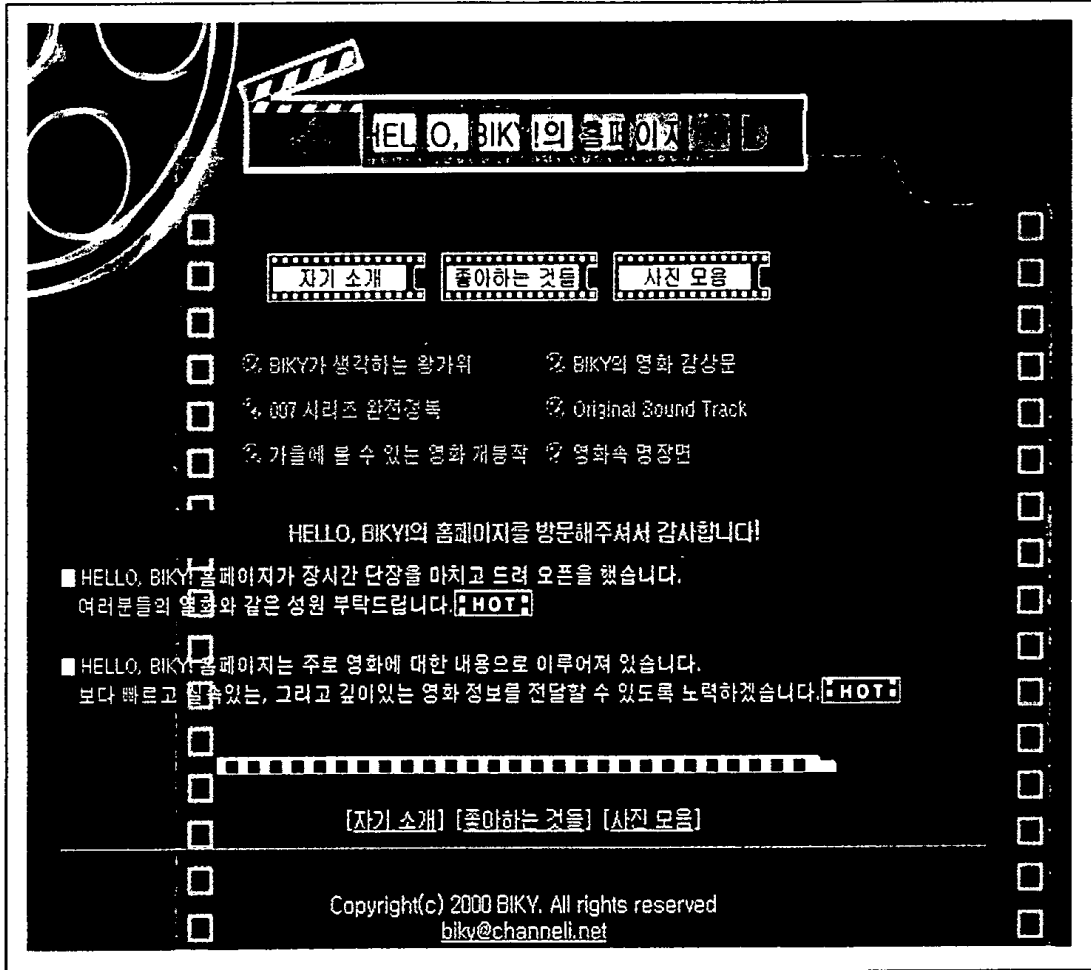 HELLO, BIKY!의 홈페이지
자기 소개 좋아하는 것들 사진 모음
BIKY가 생각하는 왕가위 BIKY의 영화 감상문
007 시리즈 완전정복 Original Sound Track
가을에 볼 수 있는 영화 개봉작 영화속 명장면
HELLO, BIKY!의 홈페이지를 방문해주셔서 감사합니다!
HELLO, BIKY! 홈페이지가 장시간 단장을 마치고 드려 오픈을 했습니다.
여러분들의 열화와 같은 성원 부탁드립니다. HOT
HELLO, BIKY! 홈페이지는 주로 영화에 대한 내용으로 이루어져 있습니다.
보다 빠르고 실속있는, 그리고 깊이있는 영화 정보를 전달할 수 있도록 노력하겠습니다. HOT
[자기 소개] [좋아하는 것들] [사진 모음]
Copyright(c) 2000 BIKY. All rights reserved
biky@channeli.net